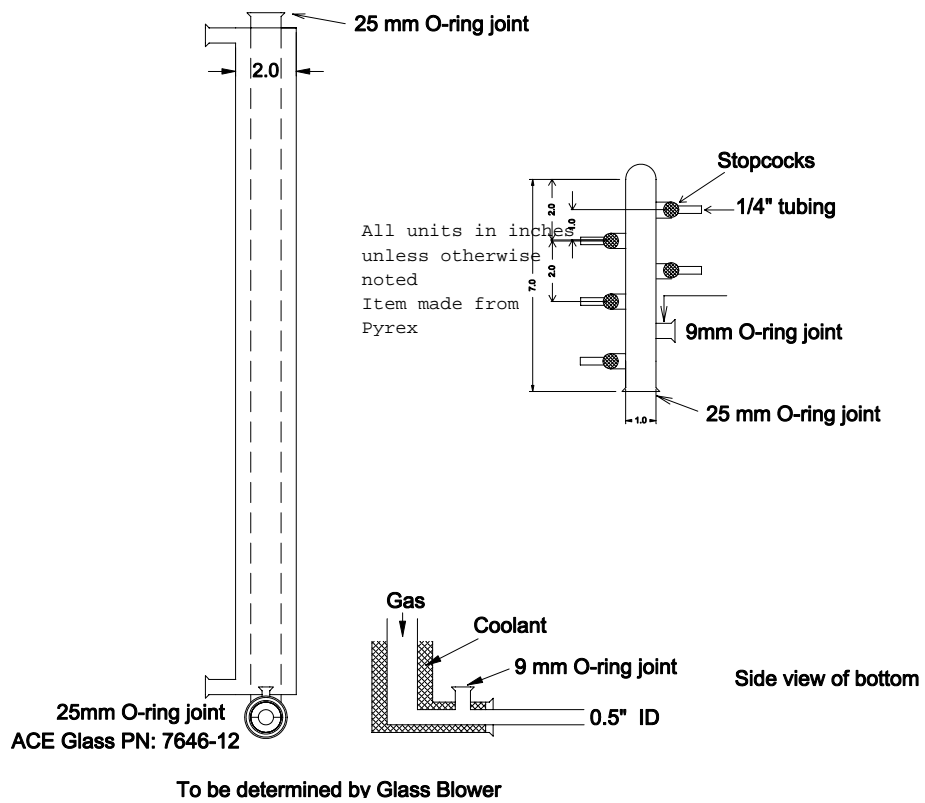 25 mm O-ring joint
2.0
Stopcocks
1/4" tubing
2.0
1.0
All units in inches
unless otherwise
noted
Item made from
Pyrex
2.0
7.0
9mm O-ring joint
25 mm O-ring joint
1.0
Gas
Coolant
9 mm O-ring joint
Side view of bottom
0.5" ID
25mm O-ring joint
ACE Glass PN: 7646-12
To be determined by Glass Blower